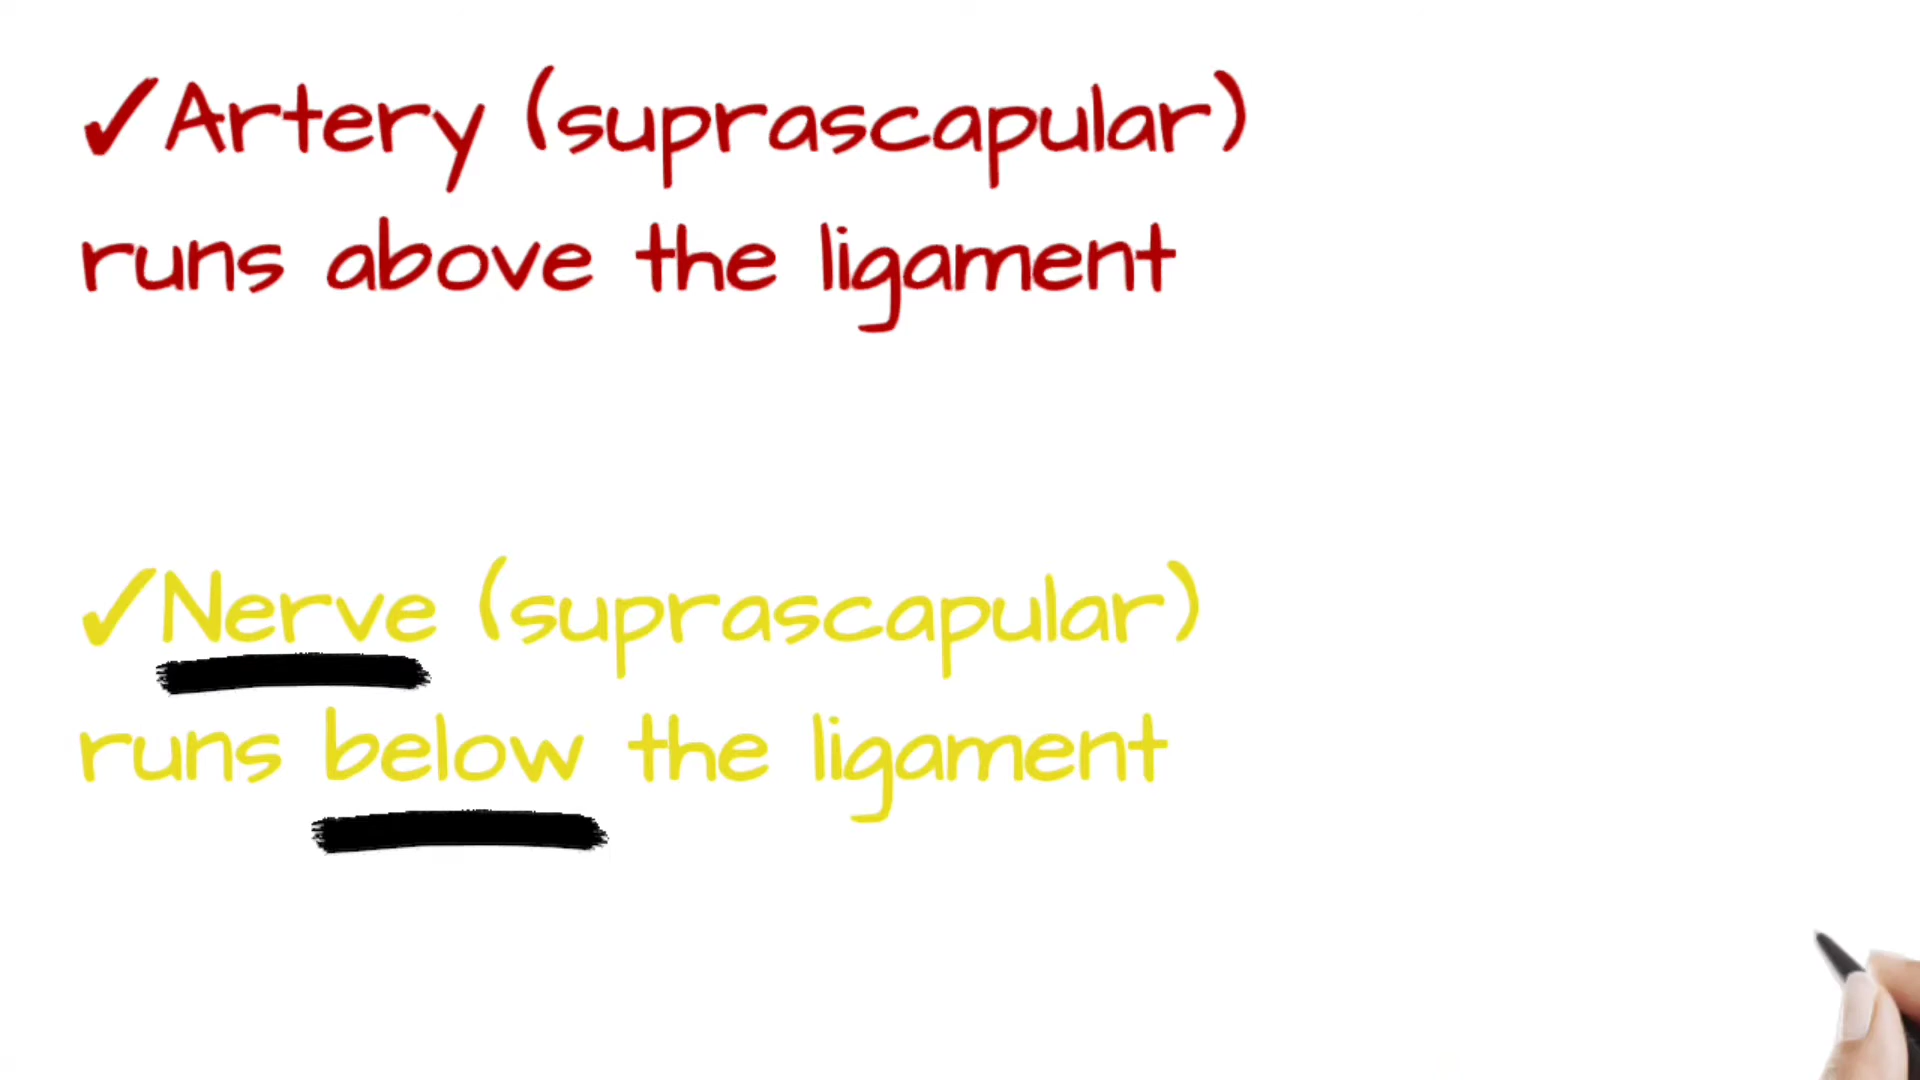 ✓Artery (suprascapular)
runs above the ligament
✓Nerve (suprascapular)
runs below the ligament